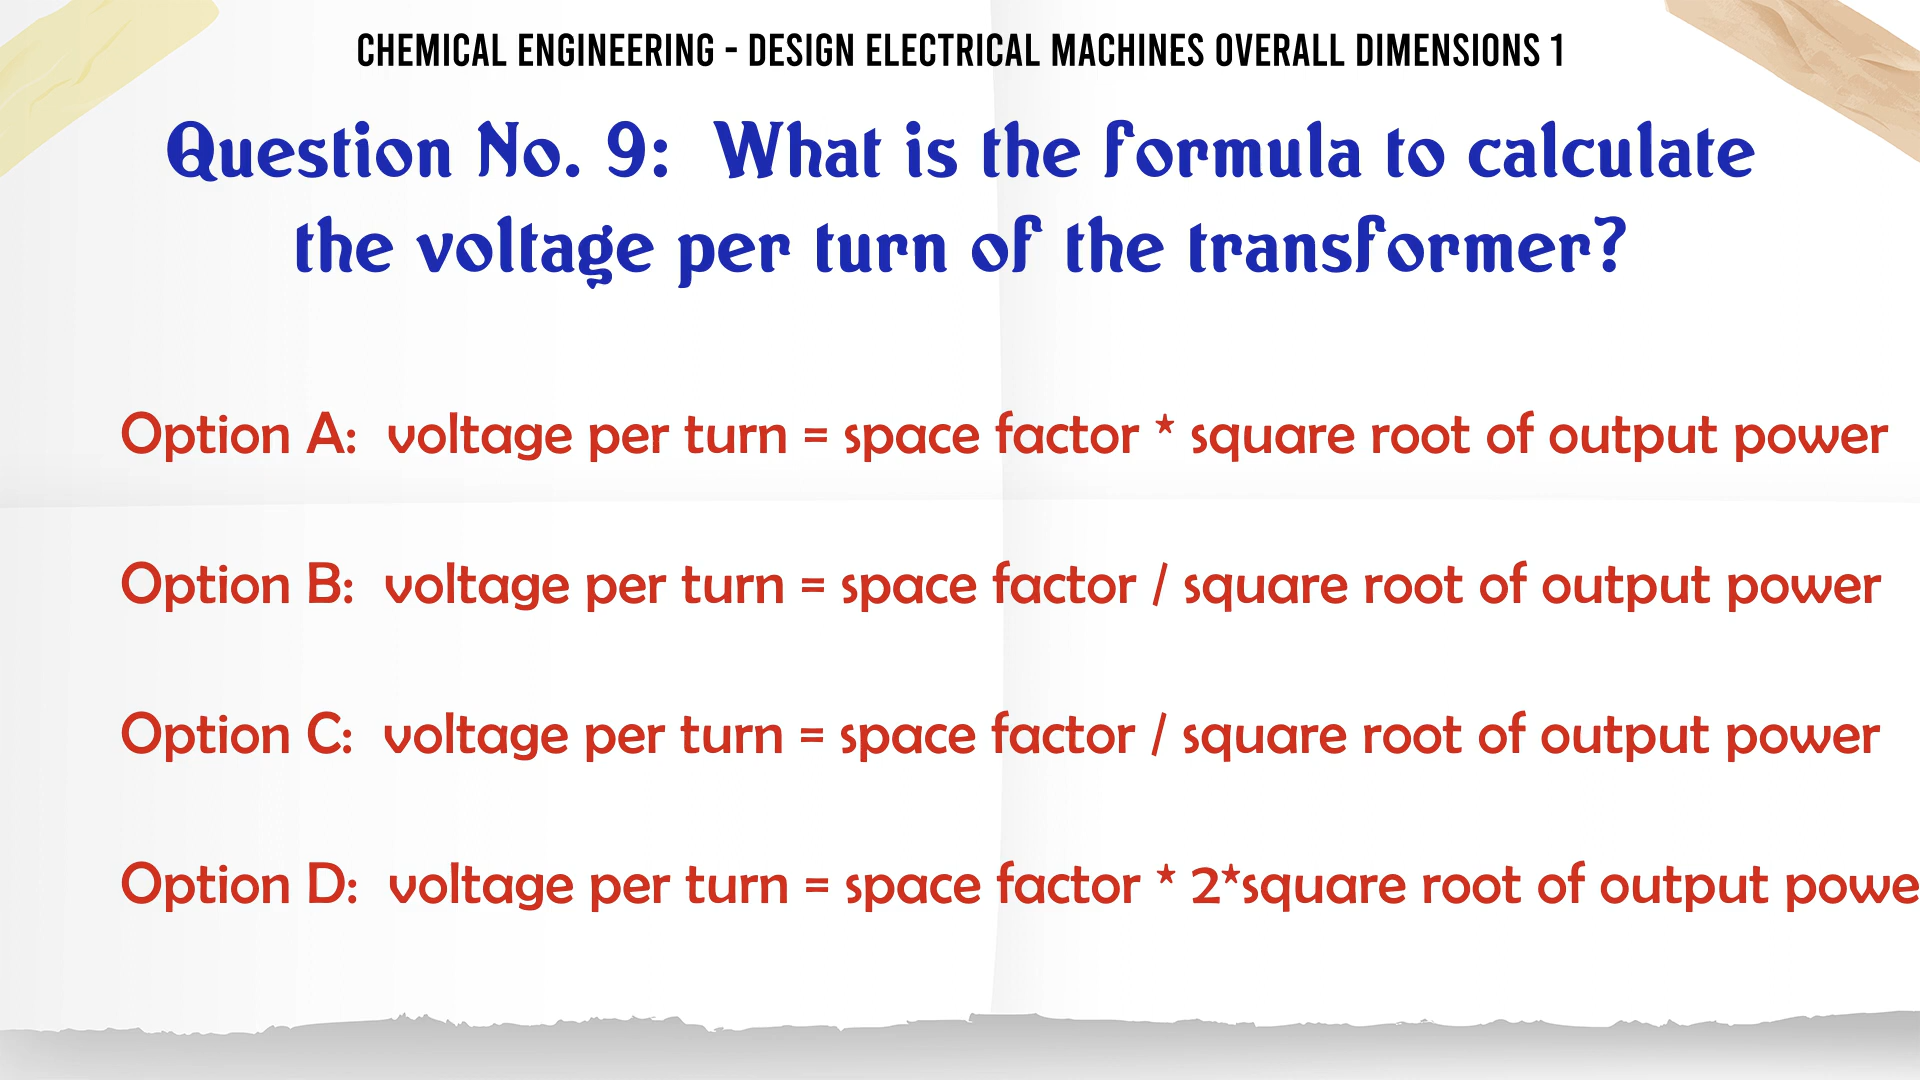 CHEMICAL ENGINEERING - DESIGN ELECTRICAL MACHINES OVERALL DIMENSIONS 1
Question No. 9: What is the formula to calculate
the voltage per turn of the transformer?
Option A: voltage per turn = space factor * square root of output power
Option B: voltage per turn = space factor / square root of output power
Option C: voltage per turn = space factor / square root of output power
Option D: voltage per turn = space factor * 2*square root of output powe